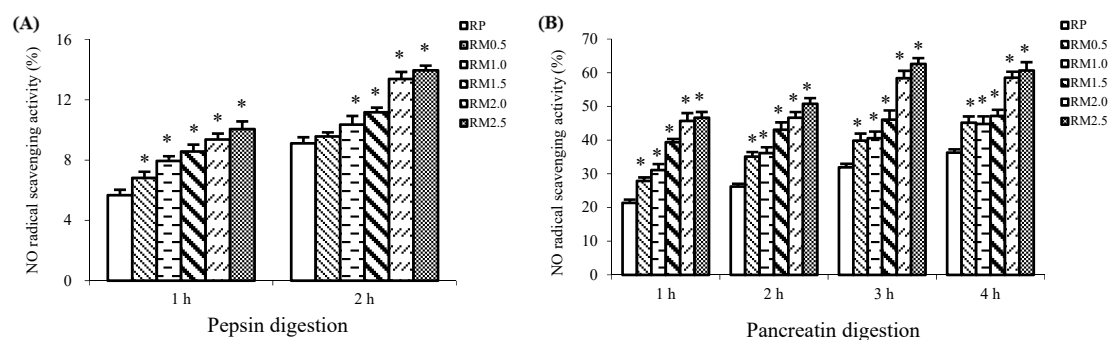 (A)
NO radical scavenging activity (%)
16
12
8
4
0
* * * * *
* * * *
1 h 2 h
Pepsin digestion
RP
RM0.5
RM1.0
RM1.5
RM2.0
RM2.5
(B)
NO radical scavenging activity (%)
70
60
50
40
30
20
10
0
* * * * *
* * * * *
* * * * *
* * * * *
1 h 2 h 3 h 4 h
Pancreatin digestion
RP
RM0.5
RM1.0
RM1.5
RM2.0
RM2.5